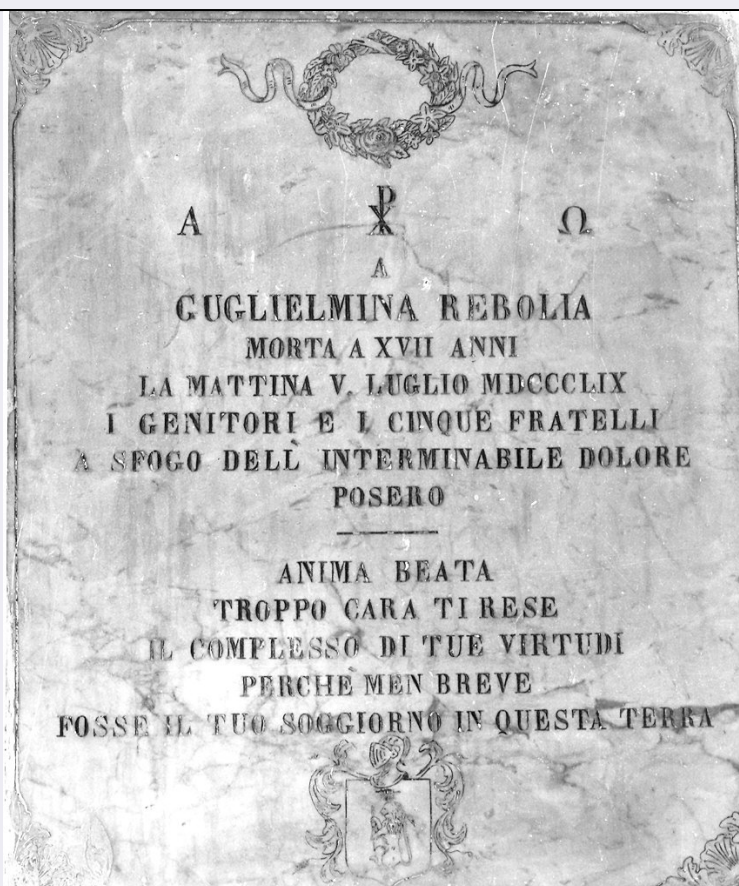 Α ☧ Ω
A
GUGLIELMINA REBOLIA
MORTA A XVII ANNI
LA MATTINA V. LUGLIO MDCCCLIX
I GENITORI E I CINQUE FRATELLI
A SFOGO DELL' INTERMINABILE DOLORE
POSERO
ANIMA BEATA
TROPPO CARA TI RESE
IL COMPLESSO DI TUE VIRTUDI
PERCHÈ MEN BREVE
FOSSE IL TUO SOGGIORNO IN QUESTA TERRA